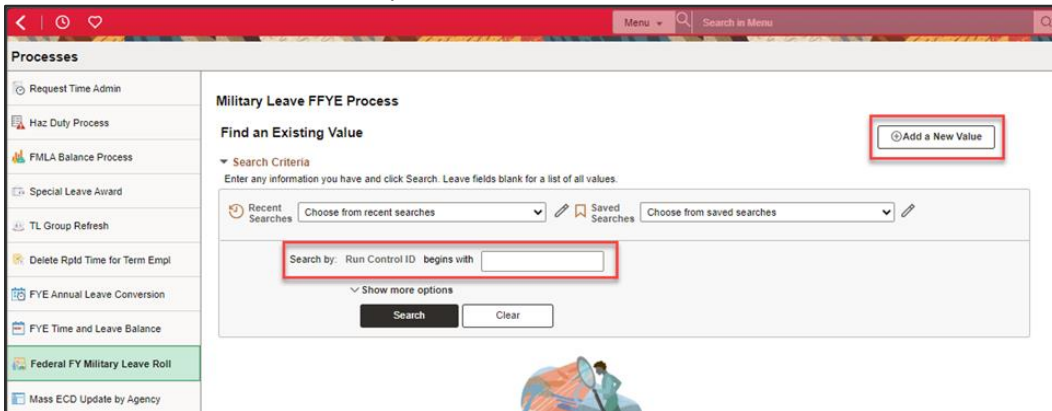 Menu
Search in Menu
Processes
Request Time Admin
Haz Duty Process
FMLA Balance Process
Special Leave Award
TL Group Refresh
Delete Rptd Time for Term Empl
FYE Annual Leave Conversion
FYE Time and Leave Balance
Federal FY Military Leave Roll
Mass ECD Update by Agency
Military Leave FFYE Process
Find an Existing Value
Add a New Value
Search Criteria
Enter any information you have and click Search. Leave fields blank for a list of all values.
Recent Searches
Choose from recent searches
Saved Searches
Choose from saved searches
Search by: Run Control ID begins with
Show more options
Search
Clear